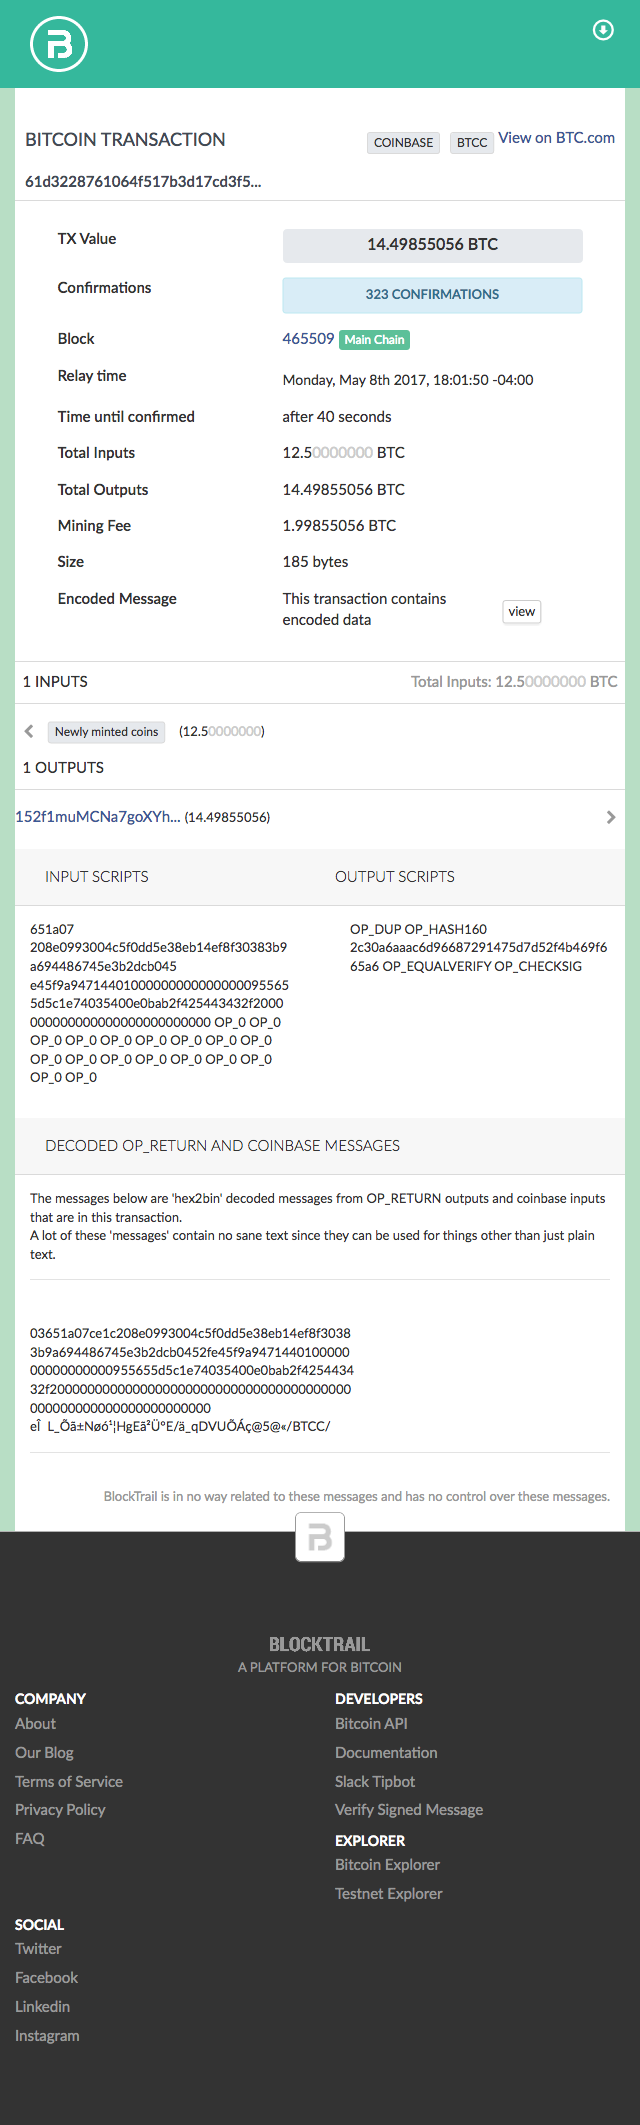 BITCOIN TRANSACTION
COINBASE BTCC View on BTC.com
61d3228761064f517b3d17cd3f5...
TX Value 14.49855056 BTC
Confirmations 323 CONFIRMATIONS
Block 465509 Main Chain
Relay time Monday, May 8th 2017, 18:01:50 -04:00
Time until confirmed after 40 seconds
Total Inputs 12.50000000 BTC
Total Outputs 14.49855056 BTC
Mining Fee 1.99855056 BTC
Size 185 bytes
Encoded Message This transaction contains
encoded data
view
1 INPUTS Total Inputs: 12.50000000 BTC
Newly minted coins (12.50000000)
1 OUTPUTS
152f1muMCNa7goXYh... (14.49855056)
INPUT SCRIPTS
651a07
208e0993004c5f0dd5e38eb14ef8f30383b9
a694486745e3b2dcb045
e45f9a94714401000000000000000095565
5d5c1e74035400e0bab2f425443432f2000
000000000000000000000000 OP_0 OP_0
OP_0 OP_0 OP_0 OP_0 OP_0 OP_0 OP_0
OP_0 OP_0 OP_0 OP_0 OP_0 OP_0 OP_0
OP_0 OP_0
OUTPUT SCRIPTS
OP_DUP OP_HASH160
2c30a6aaac6d96687291475d7d52f4b469f6
65a6 OP_EQUALVERIFY OP_CHECKSIG
DECODED OP_RETURN AND COINBASE MESSAGES
The messages below are 'hex2bin' decoded messages from OP_RETURN outputs and coinbase inputs
that are in this transaction.
A lot of these 'messages' contain no sane text since they can be used for things other than just plain
text.
03651a07ce1c208e0993004c5f0dd5e38eb14ef8f3038
3b9a694486745e3b2dcb0452fe45f9a9471440100000
00000000000955655d5c1e74035400e0bab2f4254434
32f20000000000000000000000000000000000000000
000000000000000000000000
eÎ L_Õã±Nøó¹¦HgEã²Ü°E/ä_qDVUÕÁç@5@«/BTCC/
BlockTrail is in no way related to these messages and has no control over these messages.
BLOCKTRAIL
A PLATFORM FOR BITCOIN
COMPANY
About
Our Blog
Terms of Service
Privacy Policy
FAQ
DEVELOPERS
Bitcoin API
Documentation
Slack Tipbot
Verify Signed Message
EXPLORER
Bitcoin Explorer
Testnet Explorer
SOCIAL
Twitter
Facebook
Linkedin
Instagram